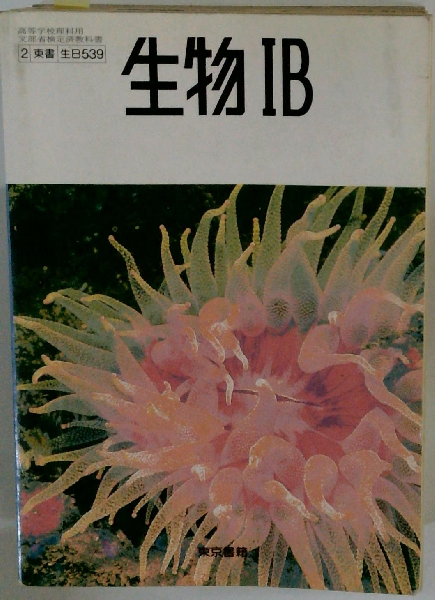 高等学校理科用
文部省検定済教科書
2 東書 生B539
生物IB
東京書籍